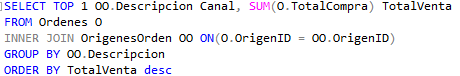 SELECT TOP 1 OO.Descripcion Canal, SUM(O.TotalCompra) TotalVenta
FROM Ordenes O
INNER JOIN OrigenesOrden OO ON(O.OrigenID = OO.OrigenID)
GROUP BY OO.Descripcion
ORDER BY TotalVenta desc